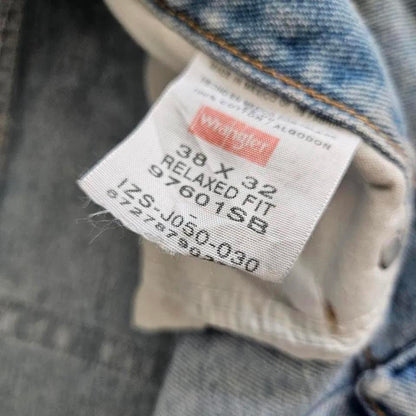 100% COTTON / ALGODON
Wrangler
38 X 32
RELAXED FIT
97601SB
IZS-J050-030